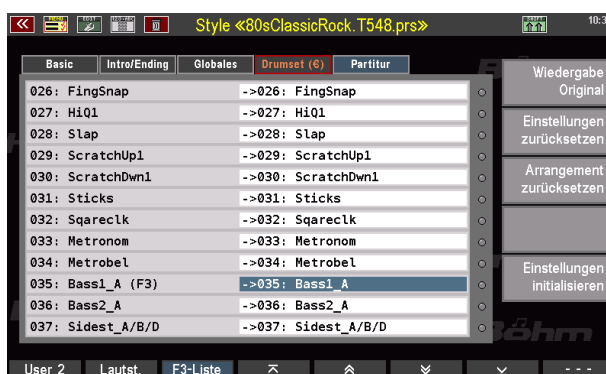 Style «80sClassicRock.T548.prs»
10:3
Basic Intro/Ending Globales Drumset (€) Partitur
026: FingSnap ->026: FingSnap
027: HiQ1 ->027: HiQ1
028: Slap ->028: Slap
029: ScratchUp1 ->029: ScratchUp1
030: ScratchDwn1 ->030: ScratchDwn1
031: Sticks ->031: Sticks
032: Sqareclk ->032: Sqareclk
033: Metronom ->033: Metronom
034: Metrobel ->034: Metrobel
035: Bass1_A (F3) ->035: Bass1_A
036: Bass2_A ->036: Bass2_A
037: Sidest_A/B/D ->037: Sidest_A/B/D
Wiedergabe
Original
Einstellungen
zurücksetzen
Arrangement
zurücksetzen
Einstellungen
initialisieren
Böhm
User 2 Lautst. F3-Liste - - -